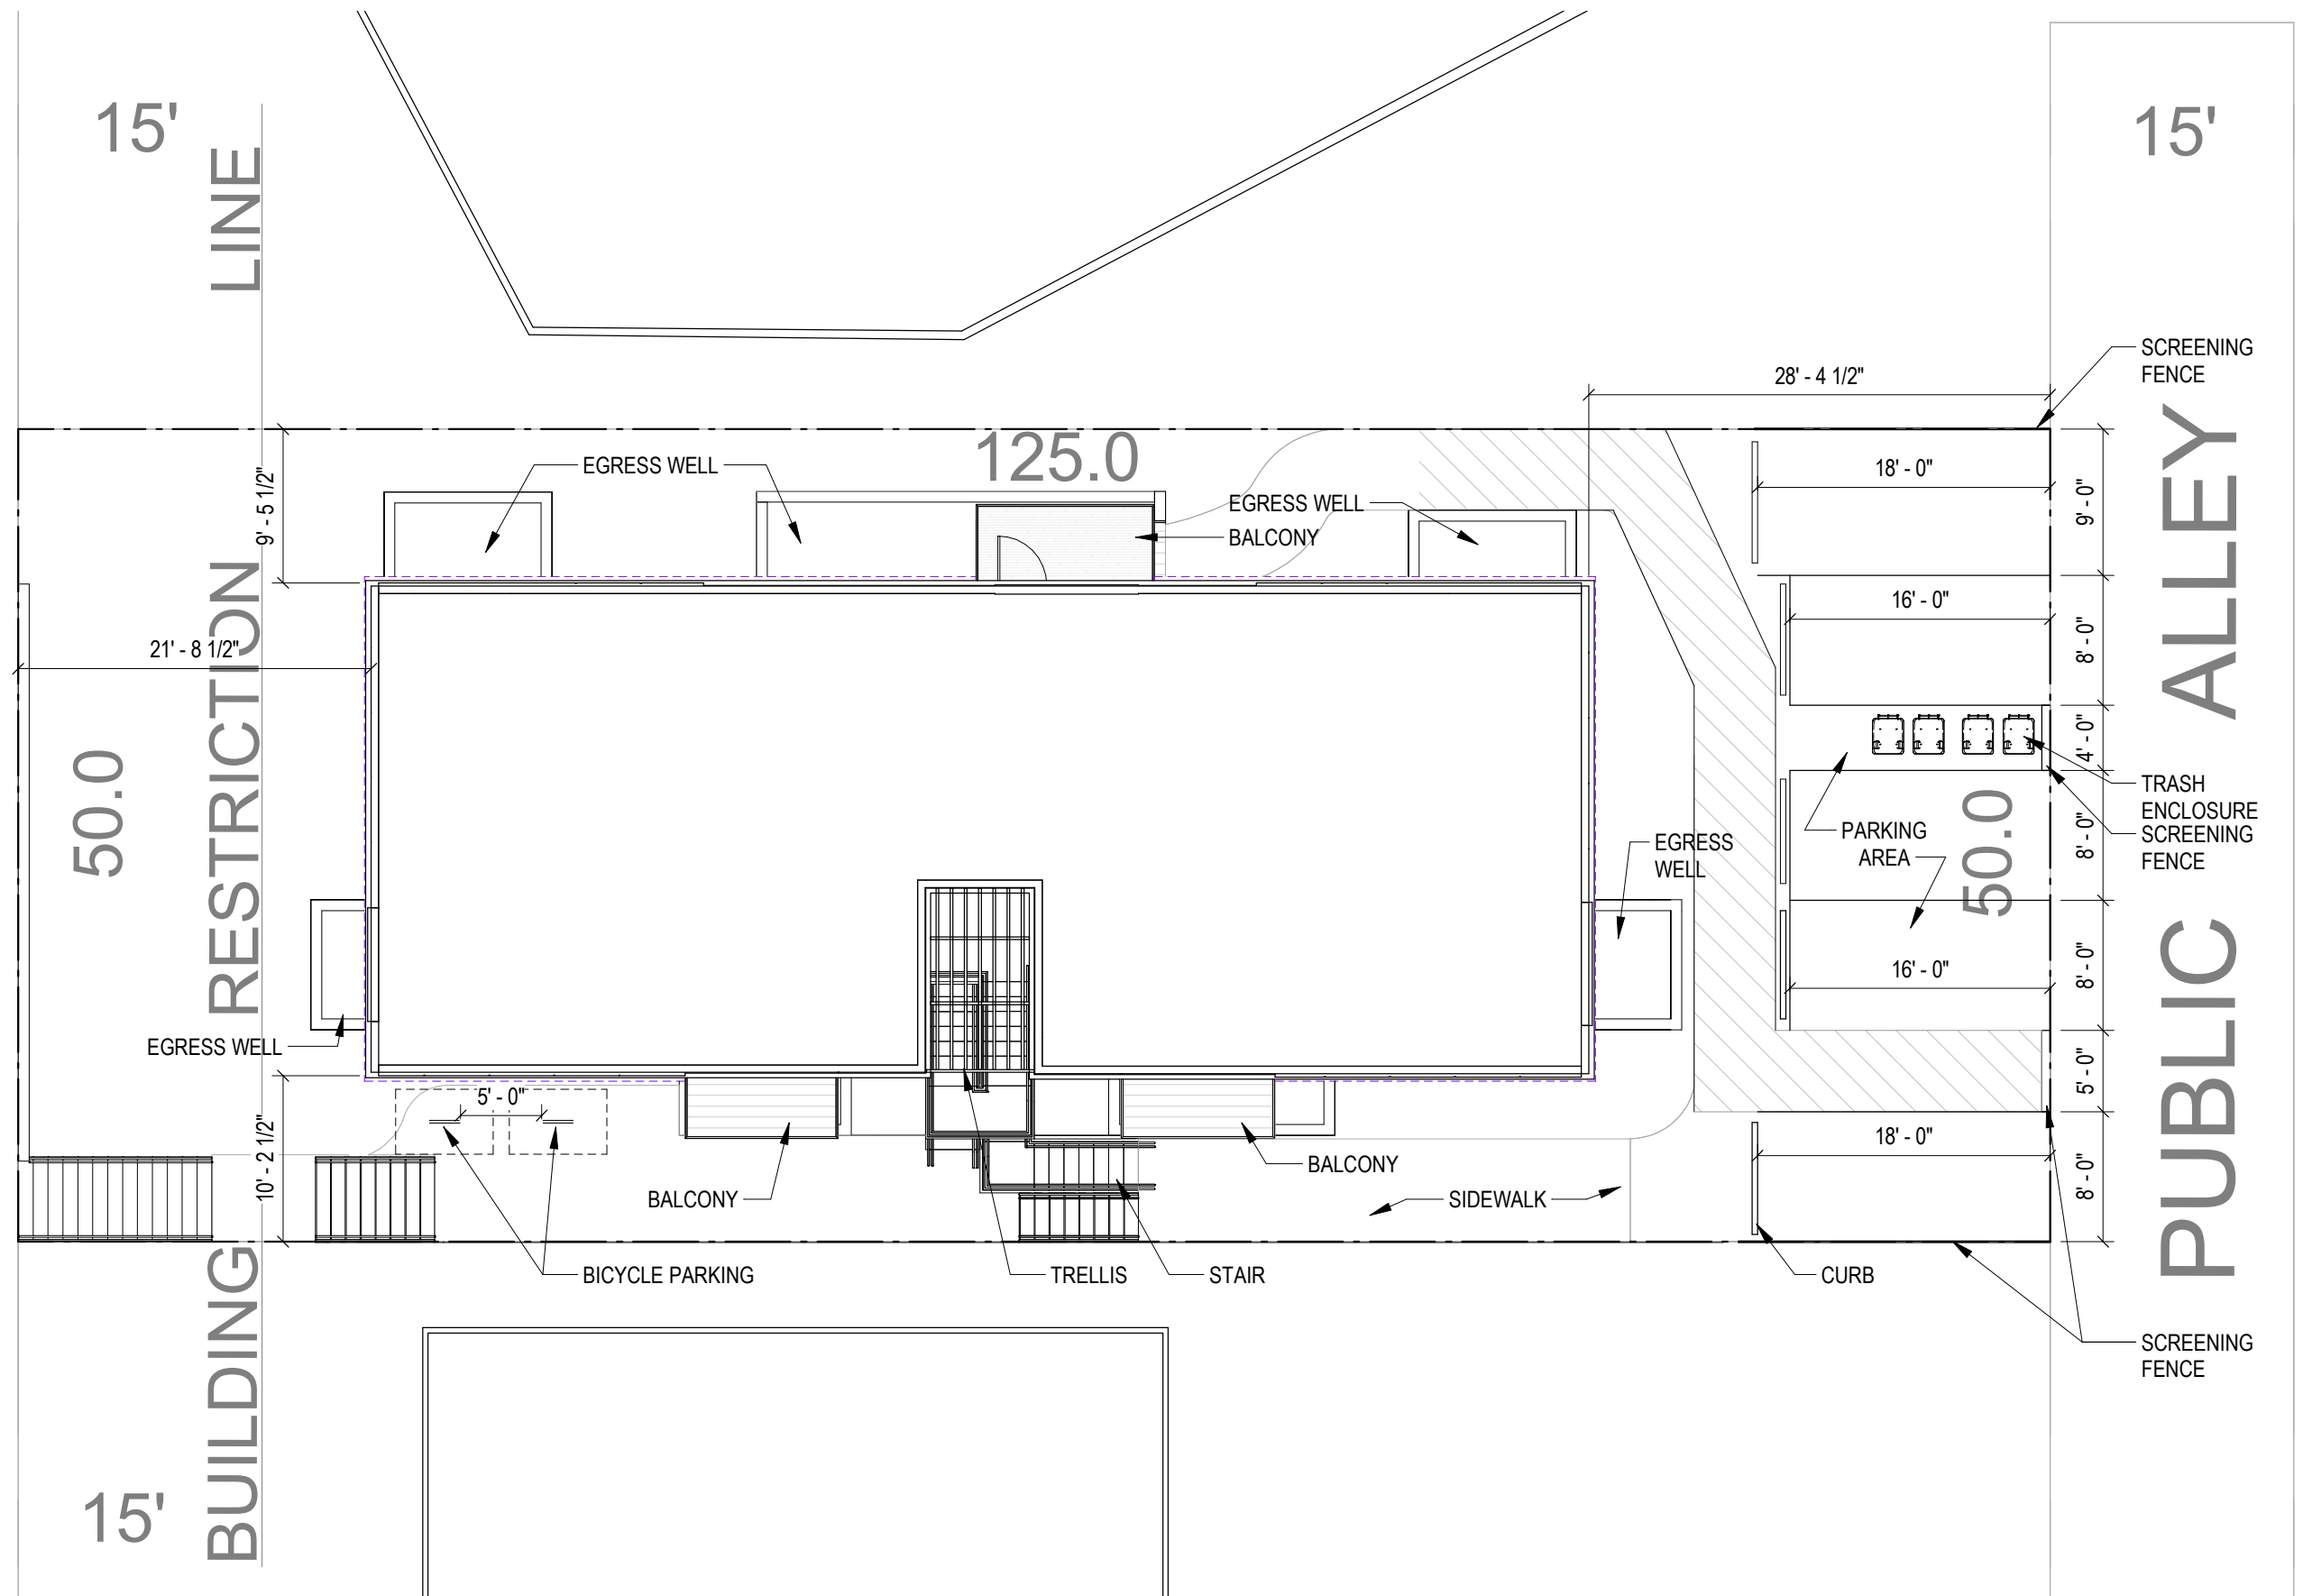 15'
LINE
15'
SCREENING
FENCE
28' - 4 1/2"
125.0
EGRESS WELL
18' - 0"
9' - 5 1/2"
9' - 0"
EGRESS WELL
BALCONY
ALLEY
16' - 0"
8' - 0"
21' - 8 1/2"
RESTRICTION
50.0
4' - 0"
TRASH
ENCLOSURE
SCREENING
FENCE
PARKING
AREA
50.0
8' - 0"
EGRESS
WELL
16' - 0"
8' - 0"
EGRESS WELL
5' - 0"
5' - 0"
10' - 2 1/2"
18' - 0"
8' - 0"
PUBLIC
BALCONY
BALCONY
SIDEWALK
BICYCLE PARKING
TRELLIS
STAIR
CURB
SCREENING
FENCE
BUILDING
15'